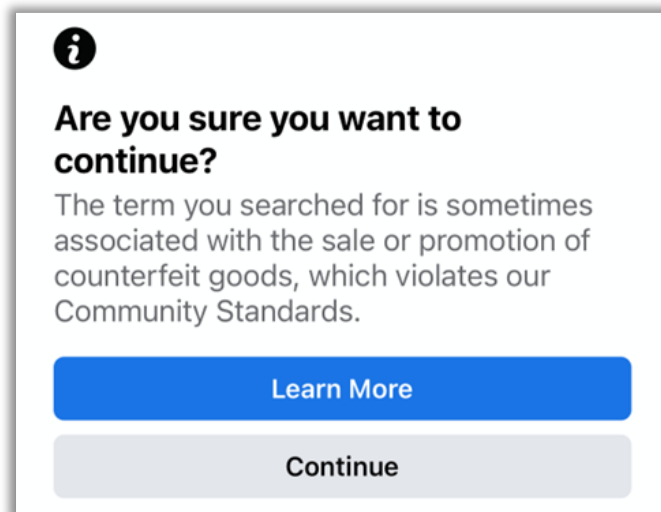 Are you sure you want to
continue?
The term you searched for is sometimes
associated with the sale or promotion of
counterfeit goods, which violates our
Community Standards.
Learn More
Continue